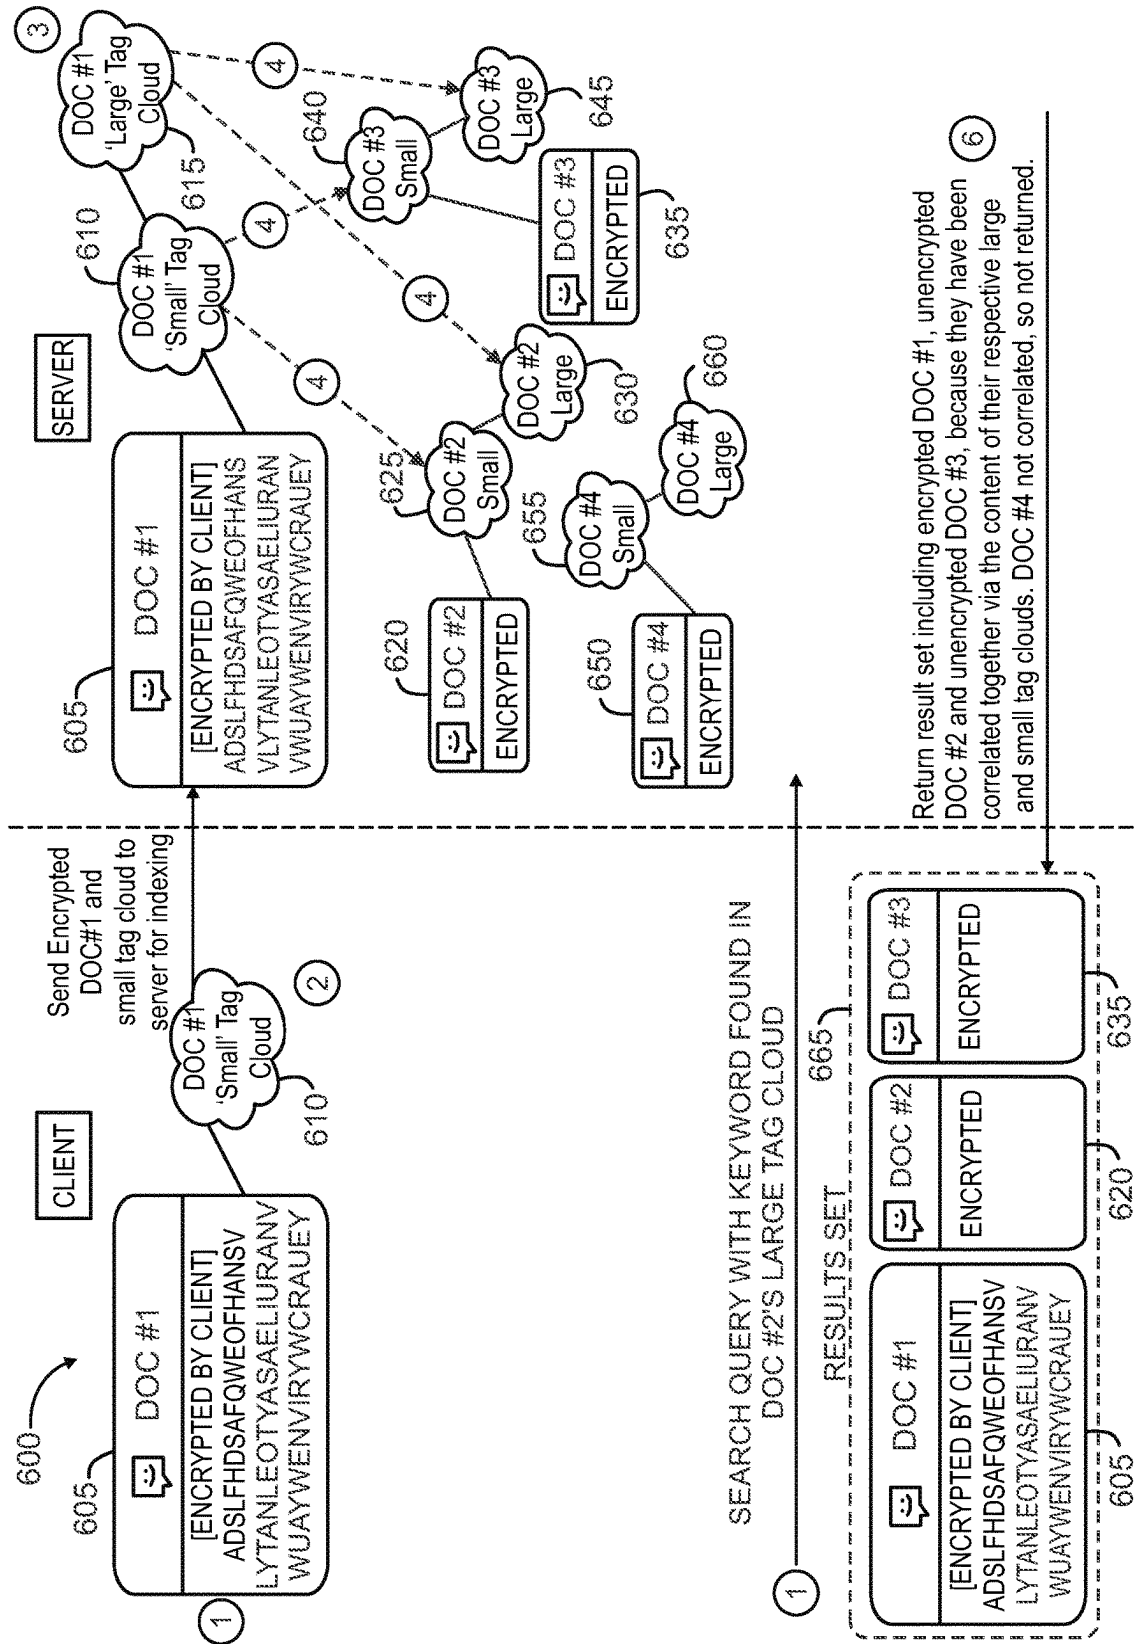 600
CLIENT
605
DOC #1
[ENCRYPTED BY CLIENT]
ADSLFHDSAFQWEOFHANSV
LYTANLEOTYASAELIURANV
WUAYWENVIRYWCRAUEY
1
DOC #1
'Small' Tag
Cloud
610
2
Send Encrypted
DOC#1 and
small tag cloud to
server for indexing
SERVER
605
DOC #1
[ENCRYPTED BY CLIENT]
ADSLFHDSAFQWEOFHANS
VLYTANLEOTYASAELIURAN
VWUAYWENVIRYWCRAUEY
610
DOC #1
'Small' Tag
Cloud
3
DOC #1
'Large' Tag
Cloud
615
4
4
4
4
620
DOC #2
ENCRYPTED
625
DOC #2
Small
DOC #2
Large
630
640
DOC #3
Small
DOC #3
Large
645
DOC #3
ENCRYPTED
635
650
DOC #4
ENCRYPTED
655
DOC #4
Small
660
DOC #4
Large
SEARCH QUERY WITH KEYWORD FOUND IN
DOC #2'S LARGE TAG CLOUD
1
Return result set including encrypted DOC #1, unencrypted
DOC #2 and unencrypted DOC #3, because they have been
correlated together via the content of their respective large
and small tag clouds. DOC #4 not correlated, so not returned.
6
RESULTS SET
665
DOC #1
[ENCRYPTED BY CLIENT]
ADSLFHDSAFQWEOFHANSV
LYTANLEOTYASAELIURANV
WUAYWENVIRYWCRAUEY
605
DOC #2
ENCRYPTED
620
DOC #3
ENCRYPTED
635